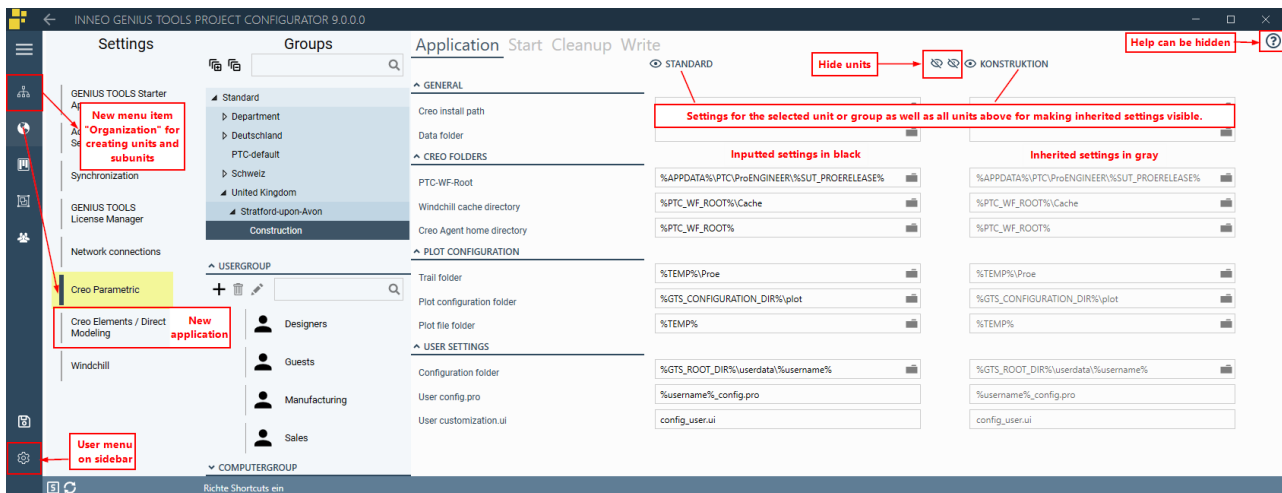 INNEO GENIUS TOOLS PROJECT CONFIGURATOR 9.0.0.0
Settings
GENIUS TOOLS Starter
New menu item
"Organization" for
creating units and
subunits
Synchronization
GENIUS TOOLS
License Manager
Network connections
Creo Parametric
Creo Elements / Direct
Modeling
New
application
Windchill
User menu
on sidebar
Groups
Standard
Department
Deutschland
PTC-default
Schweiz
United Kingdom
Stratford-upon-Avon
Construction
USERGROUP
Designers
Guests
Manufacturing
Sales
COMPUTERGROUP
Application Start Cleanup Write
STANDARD
Hide units
KONSTRUKTION
Help can be hidden
GENERAL
Creo install path
Data folder
Settings for the selected unit or group as well as all units above for making inherited settings visible.
Inputted settings in black
Inherited settings in gray
CREO FOLDERS
PTC-WF-Root
%APPDATA%\PTC\ProENGINEER\%SUT_PROERELEASE%
%APPDATA%\PTC\ProENGINEER\%SUT_PROERELEASE%
Windchill cache directory
%PTC_WF_ROOT%\Cache
%PTC_WF_ROOT%\Cache
Creo Agent home directory
%PTC_WF_ROOT%
%PTC_WF_ROOT%
PLOT CONFIGURATION
Trail folder
%TEMP%\Proe
%TEMP%\Proe
Plot configuration folder
%GTS_CONFIGURATION_DIR%\plot
%GTS_CONFIGURATION_DIR%\plot
Plot file folder
%TEMP%
%TEMP%
USER SETTINGS
Configuration folder
%GTS_ROOT_DIR%\userdata\%username%
%GTS_ROOT_DIR%\userdata\%username%
User config.pro
%username%_config.pro
%username%_config.pro
User customization.ui
config_user.ui
config_user.ui
S
Richte Shortcuts ein